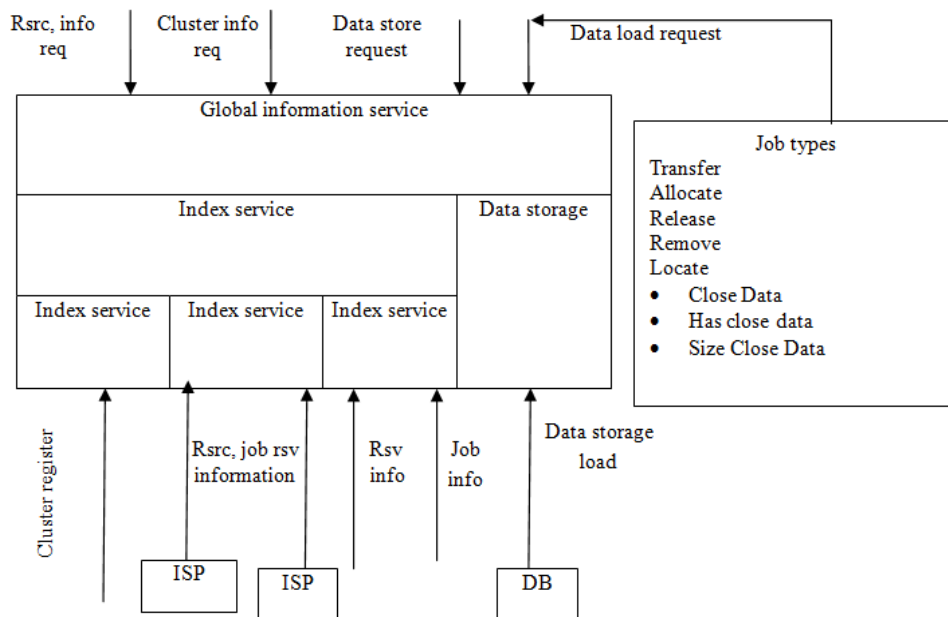 Rsrc, info
req
Cluster info
req
Data store
request
Data load request
Global information service
Job types
Transfer
Allocate
Release
Remove
Locate
• Close Data
• Has close data
• Size Close Data
Index service
Data storage
Index service
Index service
Index service
Cluster register
Rsrc, job rsv
information
Rsv
info
Job
info
Data storage
load
ISP
ISP
DB